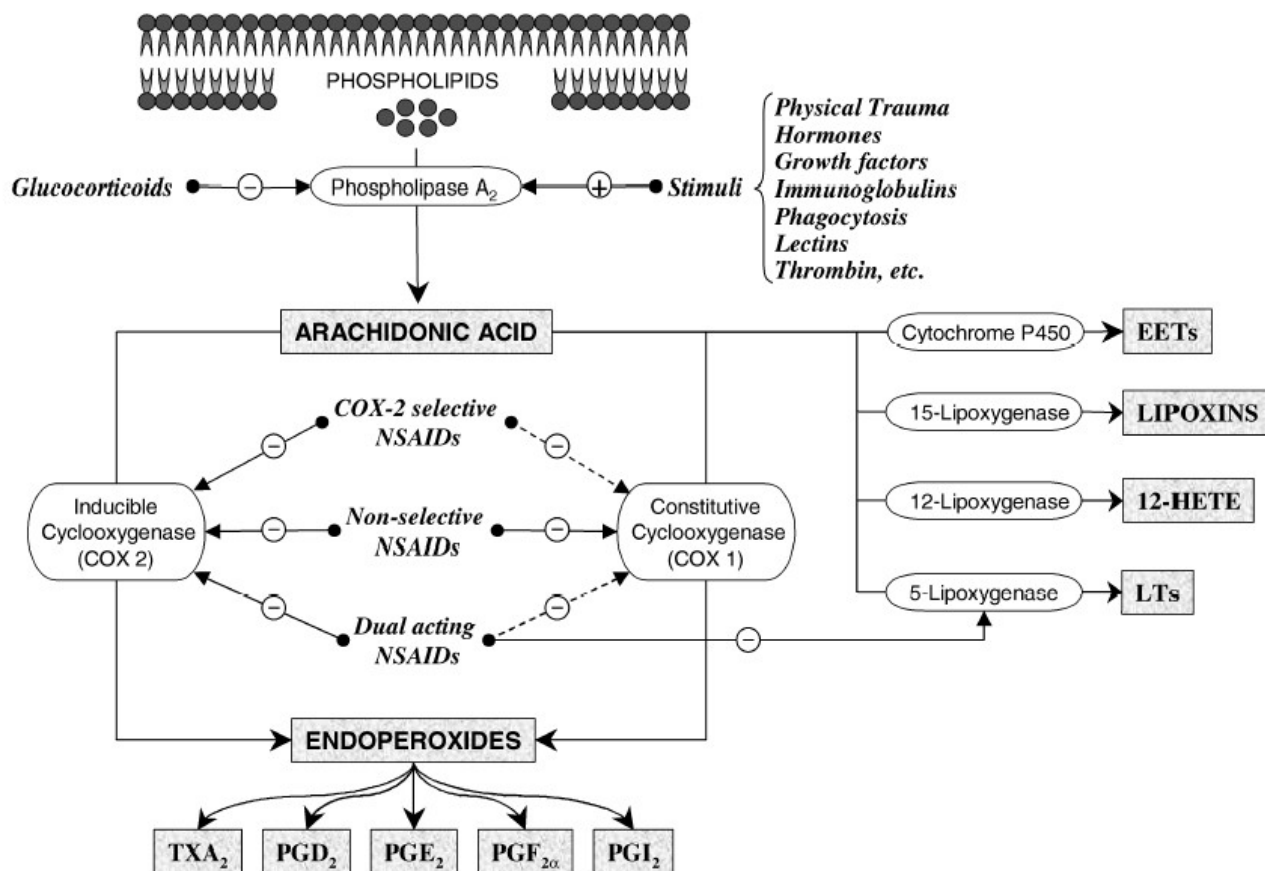 PHOSPHOLIPIDS
Physical Trauma
Hormones
Growth factors
Immunoglobulins
Phagocytosis
Lectins
Thrombin, etc.
Glucocorticoids
−
Phospholipase A₂
+
Stimuli
ARACHIDONIC ACID
Cytochrome P450
EETs
COX-2 selective
NSAIDs
−
−
15-Lipoxygenase
LIPOXINS
Inducible
Cyclooxygenase
(COX 2)
−
Non-selective
NSAIDs
−
Constitutive
Cyclooxygenase
(COX 1)
12-Lipoxygenase
12-HETE
−
Dual acting
NSAIDs
−
−
5-Lipoxygenase
LTs
ENDOPEROXIDES
TXA₂
PGD₂
PGE₂
PGF₂α
PGI₂